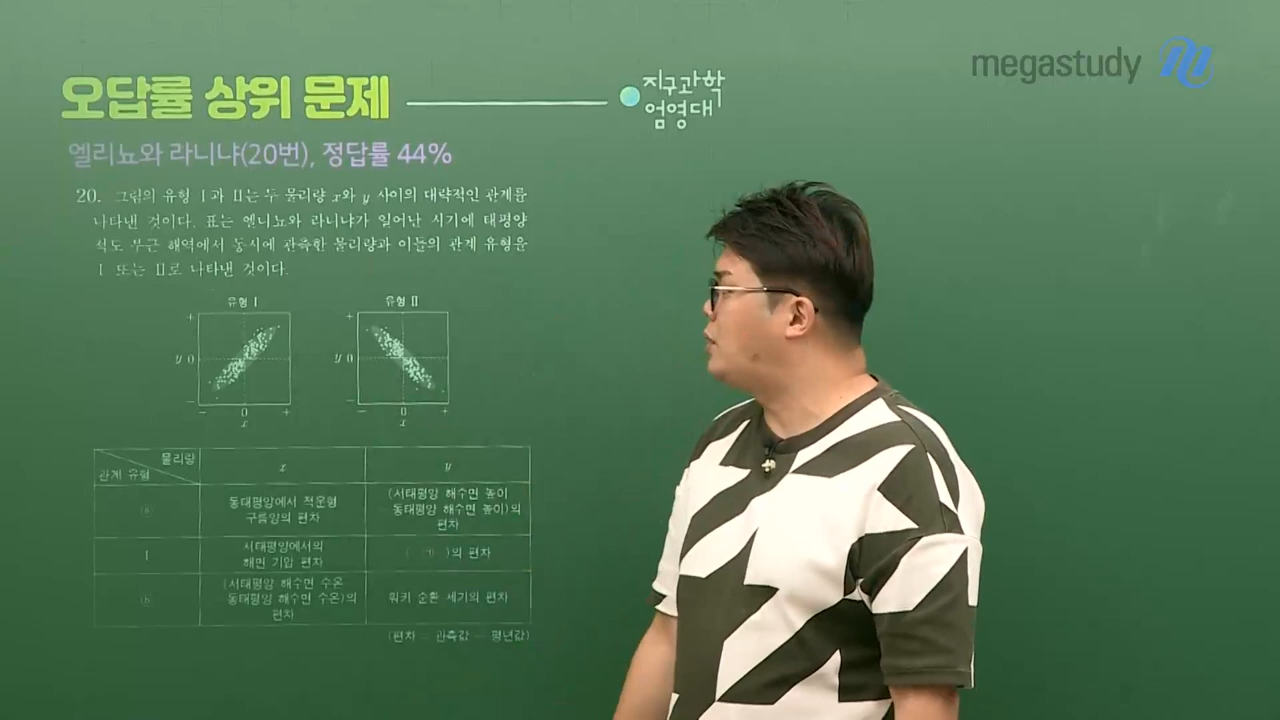 megastudy
오답률 상위 문제
지구과학
엄영대
엘리뇨와 라니냐(20번), 정답률 44%
20. 그림의 유형 Ⅰ과 Ⅱ는 두 물리량 x와 y 사이의 대략적인 관계를
나타낸 것이다. 표는 엘니뇨와 라니냐가 일어난 시기에 태평양
적도 부근 해역에서 동시에 관측한 물리량과 이들의 관계 유형을
Ⅰ 또는 Ⅱ로 나타낸 것이다.
유형 Ⅰ
유형 Ⅱ
+
+
y 0
y 0
-
-
- 0 +
- 0 +
x
x
물리량
관계 유형
x
y
ⓐ
동태평양에서 적운형
구름양의 편차
(서태평양 해수면 높이
- 동태평양 해수면 높이)의
편차
Ⅰ
서태평양에서의
해면 기압 편차
( ㉠ )의 편차
ⓑ
(서태평양 해수면 수온
- 동태평양 해수면 수온)의
편차
워커 순환 세기의 편차
(편차 = 관측값 - 평년값)